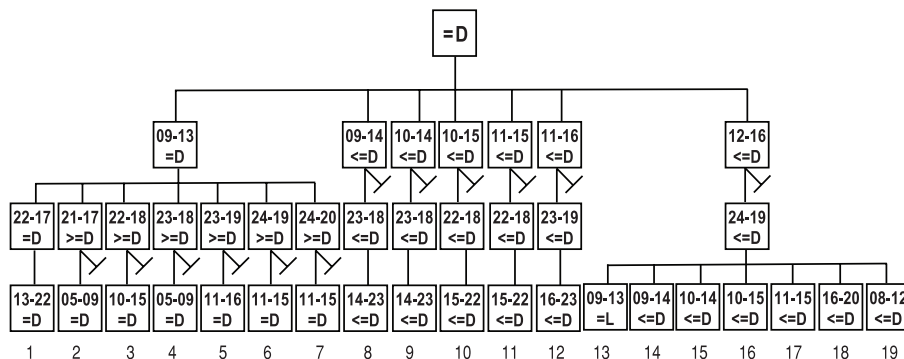 =D
09-13 09-14 10-14 10-15 11-15 11-16 12-16
=D <=D <=D <=D <=D <=D <=D
22-17 21-17 22-18 23-18 23-19 24-19 24-20 23-18 23-18 22-18 22-18 23-19 24-19
=D >=D >=D >=D >=D >=D >=D <=D <=D <=D <=D <=D <=D
13-22 05-09 10-15 05-09 11-16 11-15 11-15 14-23 14-23 15-22 15-22 16-23 09-13 09-14 10-14 10-15 11-15 16-20 08-12
=D =D =D =D =D =D =D <=D <=D <=D <=D <=D =L <=D <=D <=D <=D <=D <=D
1 2 3 4 5 6 7 8 9 10 11 12 13 14 15 16 17 18 19